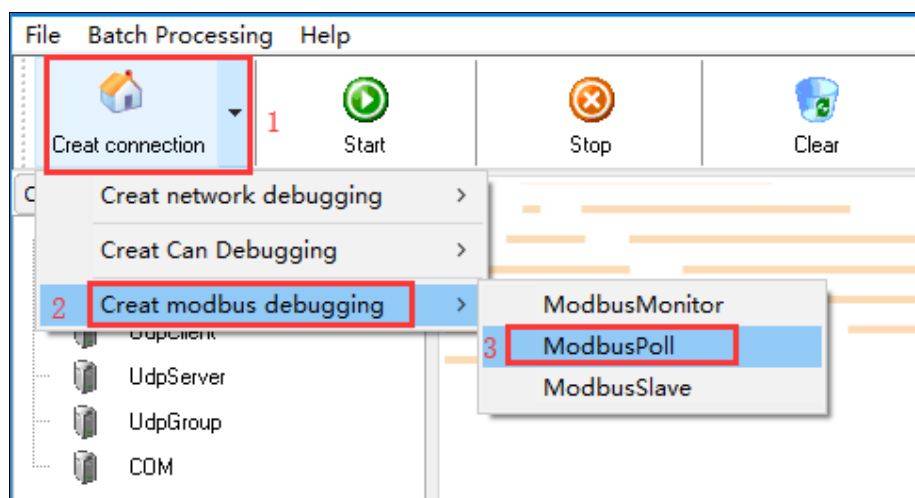 File Batch Processing Help
Creat connection 1 Start Stop Clear
C
Creat network debugging
Creat Can Debugging
2 Creat modbus debugging ModbusMonitor
UdpClient 3 ModbusPoll
UdpServer ModbusSlave
UdpGroup
COM